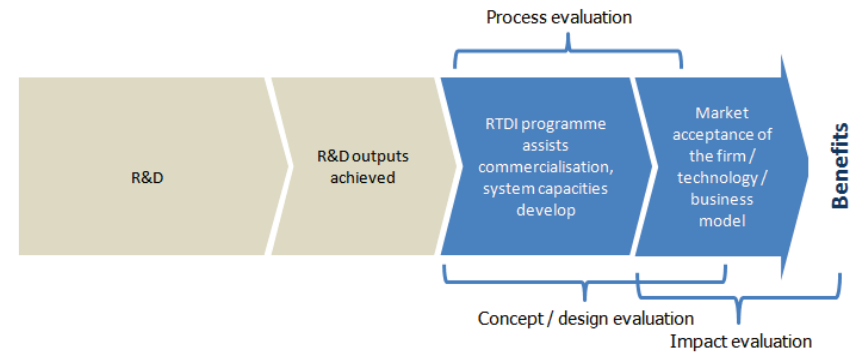 Process evaluation
R&D
R&D outputs
achieved
RTDI programme
assists
commercialisation,
system capacities
develop
Market
acceptance of
the firm /
technology /
business
model
Benefits
Concept / design evaluation
Impact evaluation